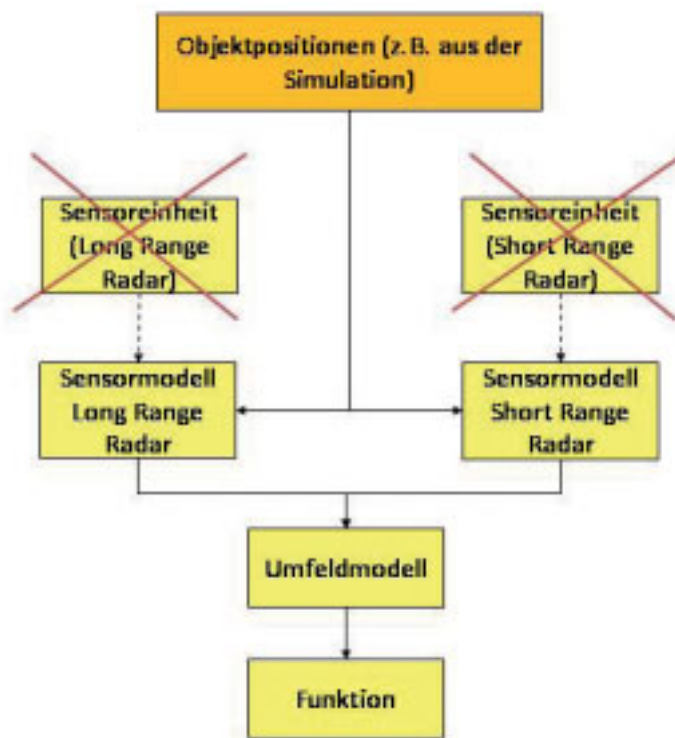 Objektpositionen (z. B. aus der
Simulation)
Sensoreinheit
(Long Range
Radar)
Sensoreinheit
(Short Range
Radar)
Sensormodell
Long Range
Radar
Sensormodell
Short Range
Radar
Umfeldmodell
Funktion